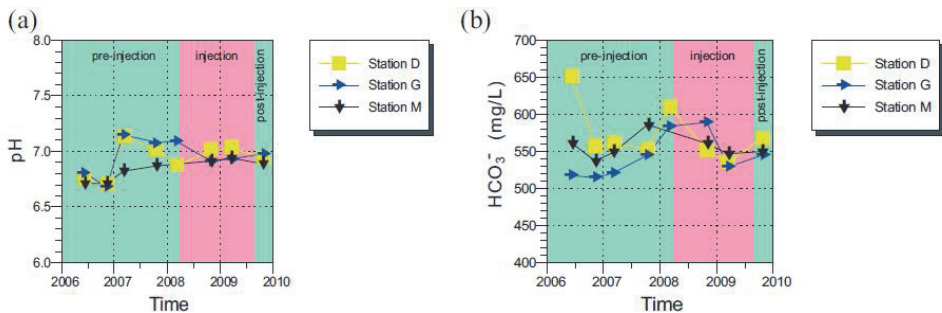 (a)
8.0
7.5
7.0
6.5
6.0
pH
pre-injection
injection
post-injection
2006 2007 2008 2009 2010
Time
Station D
Station G
Station M
(b)
700
650
600
550
500
450
400
HCO₃⁻ (mg/L)
pre-injection
injection
post-injection
2006 2007 2008 2009 2010
Time
Station D
Station G
Station M